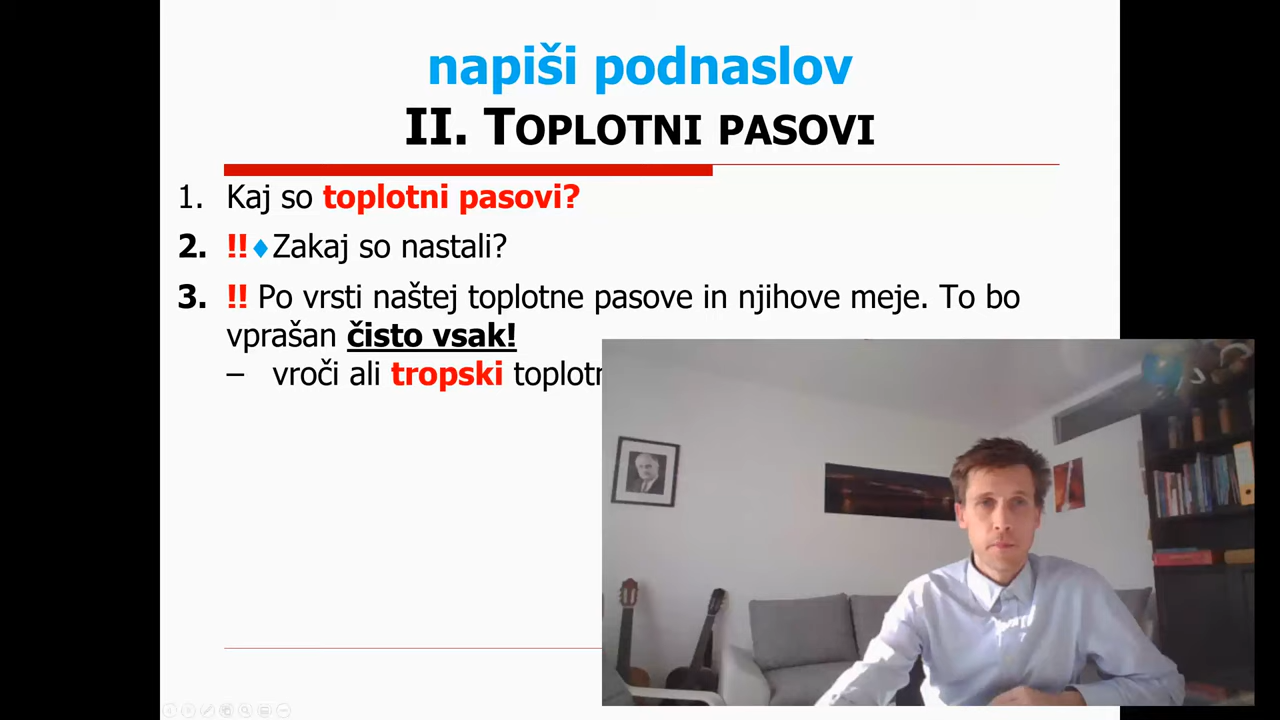 napiši podnaslov
II. TOPLOTNI PASOVI
1. Kaj so toplotni pasovi?
2. !!♦Zakaj so nastali?
3. !! Po vrsti naštej toplotne pasove in njihove meje. To bo
vprašan čisto vsak!
– vroči ali tropski toplotn